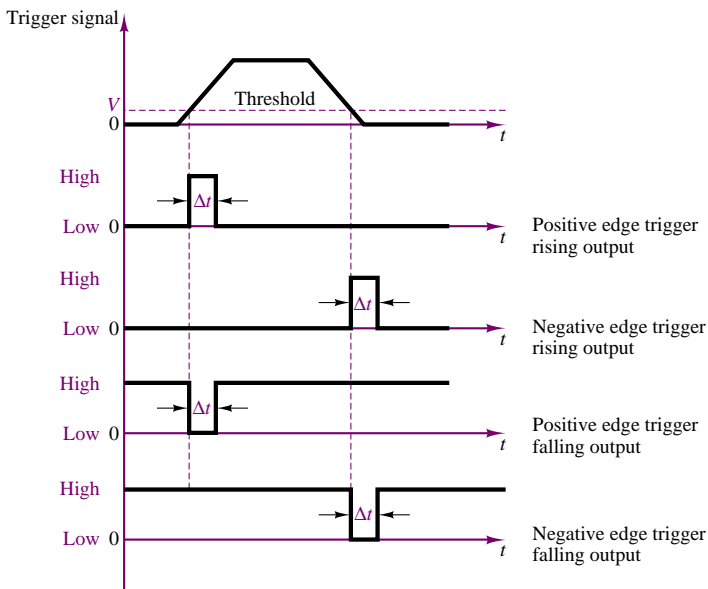 Trigger signal
Threshold
V
0
t
High
Δt
Low 0
t
Positive edge trigger
rising output
High
Δt
Low 0
t
Negative edge trigger
rising output
High
Δt
Low 0
t
Positive edge trigger
falling output
High
Δt
Low 0
t
Negative edge trigger
falling output